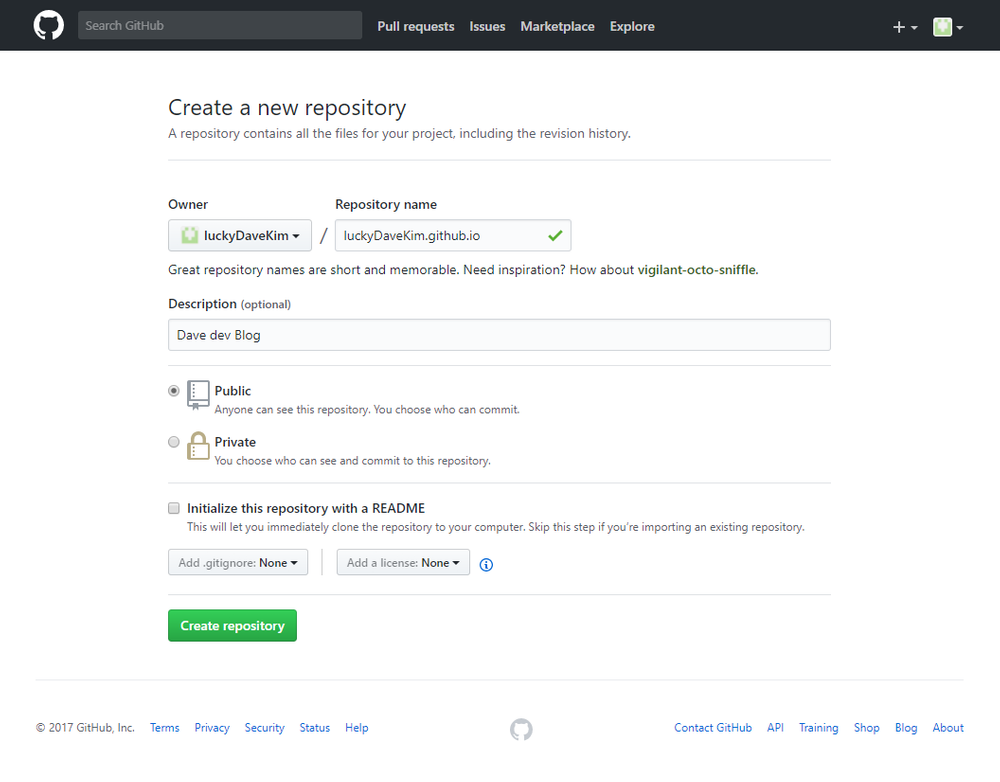 Search GitHub Pull requests Issues Marketplace Explore
Create a new repository
A repository contains all the files for your project, including the revision history.
Owner Repository name
luckyDaveKim / luckyDaveKim.github.io
Great repository names are short and memorable. Need inspiration? How about vigilant-octo-sniffle.
Description (optional)
Dave dev Blog
Public
Anyone can see this repository. You choose who can commit.
Private
You choose who can see and commit to this repository.
Initialize this repository with a README
This will let you immediately clone the repository to your computer. Skip this step if you're importing an existing repository.
Add .gitignore: None Add a license: None
Create repository
© 2017 GitHub, Inc. Terms Privacy Security Status Help Contact GitHub API Training Shop Blog About